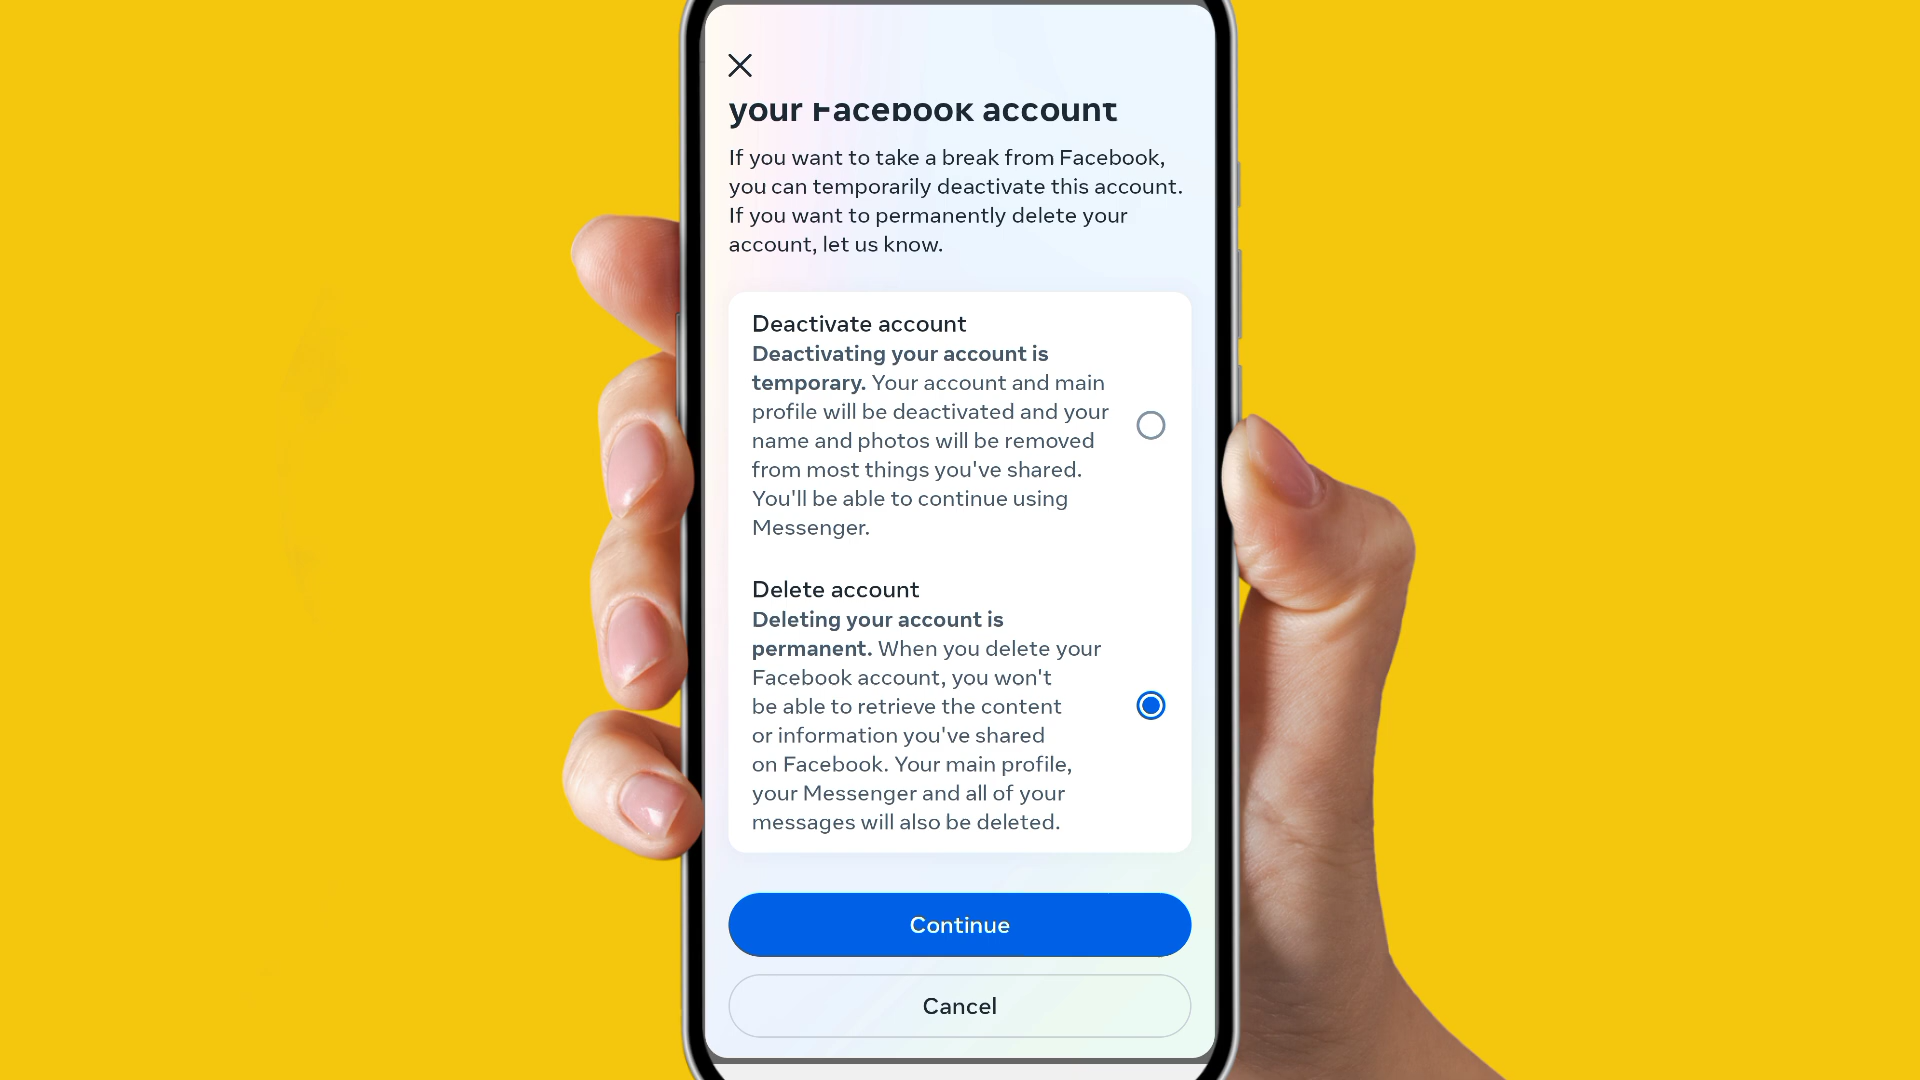 your Facebook account
If you want to take a break from Facebook,
you can temporarily deactivate this account.
If you want to permanently delete your
account, let us know.
Deactivate account
Deactivating your account is
temporary. Your account and main
profile will be deactivated and your
name and photos will be removed
from most things you've shared.
You'll be able to continue using
Messenger.
Delete account
Deleting your account is
permanent. When you delete your
Facebook account, you won't
be able to retrieve the content
or information you've shared
on Facebook. Your main profile,
your Messenger and all of your
messages will also be deleted.
Continue
Cancel